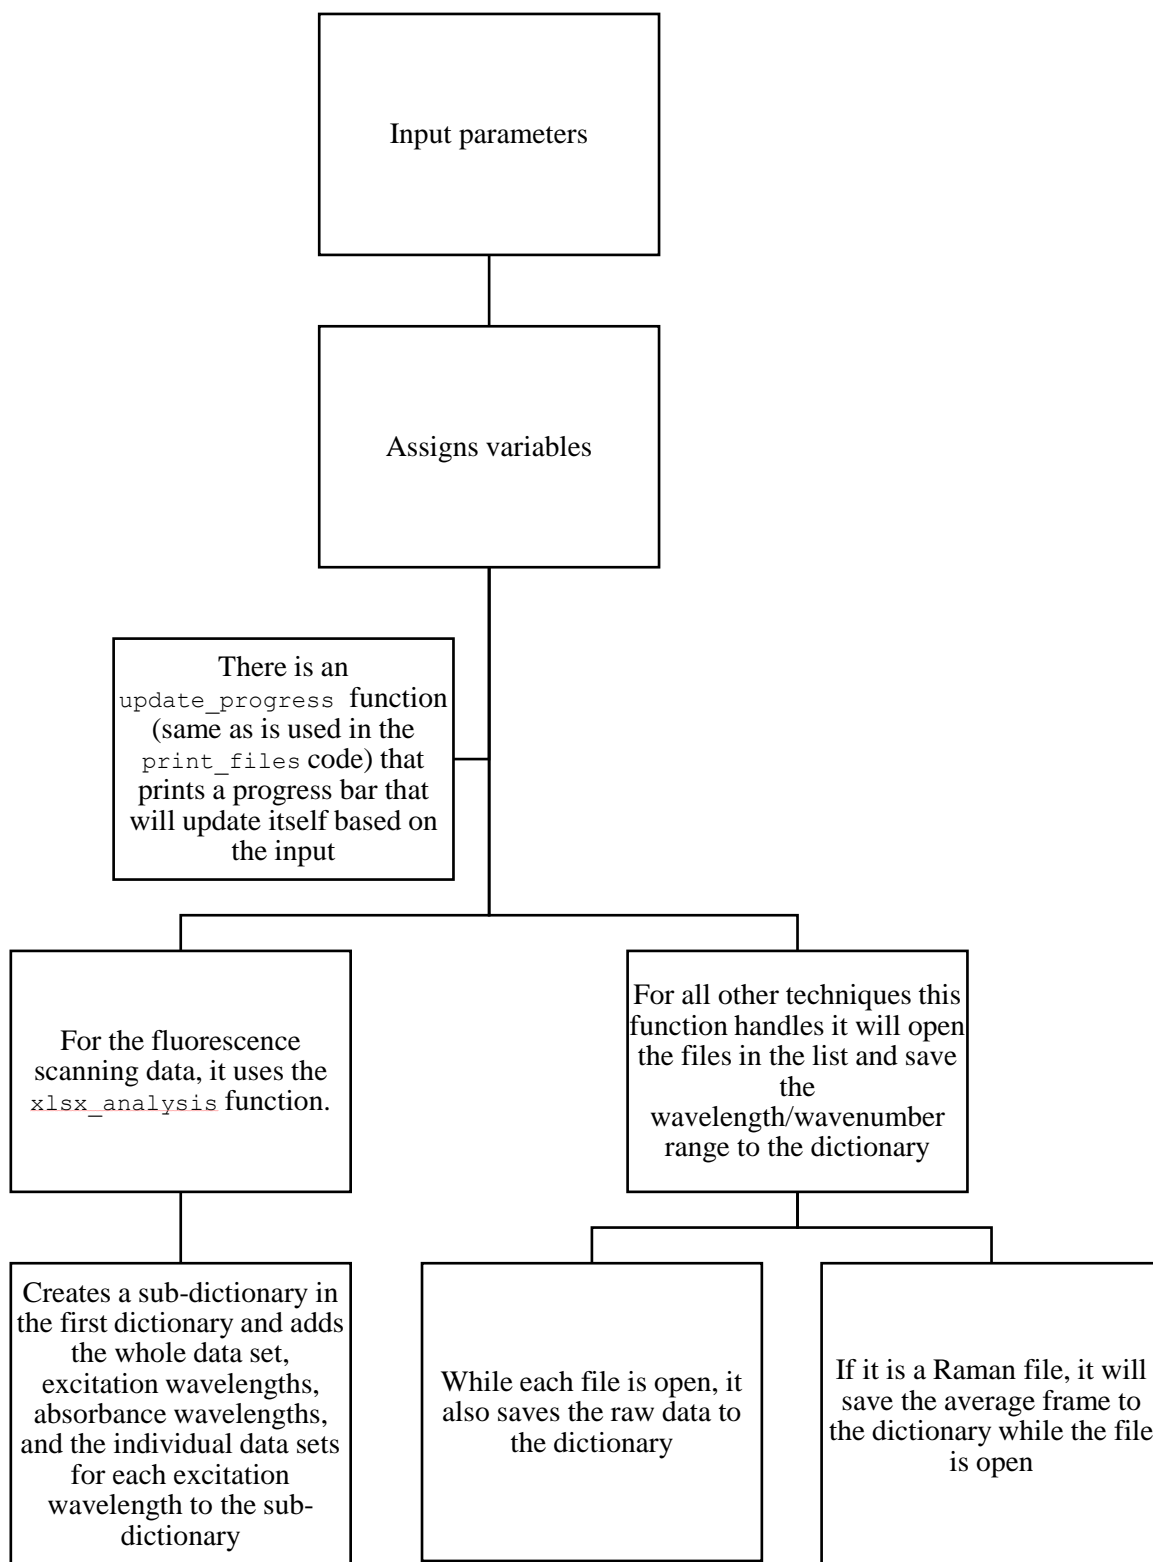 Input parameters
Assigns variables
There is an
update_progress function
(same as is used in the
print_files code) that
prints a progress bar that
will update itself based on
the input
For the fluorescence
scanning data, it uses the
xlsx_analysis function.
For all other techniques this
function handles it will open
the files in the list and save
the
wavelength/wavenumber
range to the dictionary
Creates a sub-dictionary in
the first dictionary and adds
the whole data set,
excitation wavelengths,
absorbance wavelengths,
and the individual data sets
for each excitation
wavelength to the sub-
dictionary
While each file is open, it
also saves the raw data to
the dictionary
If it is a Raman file, it will
save the average frame to
the dictionary while the file
is open